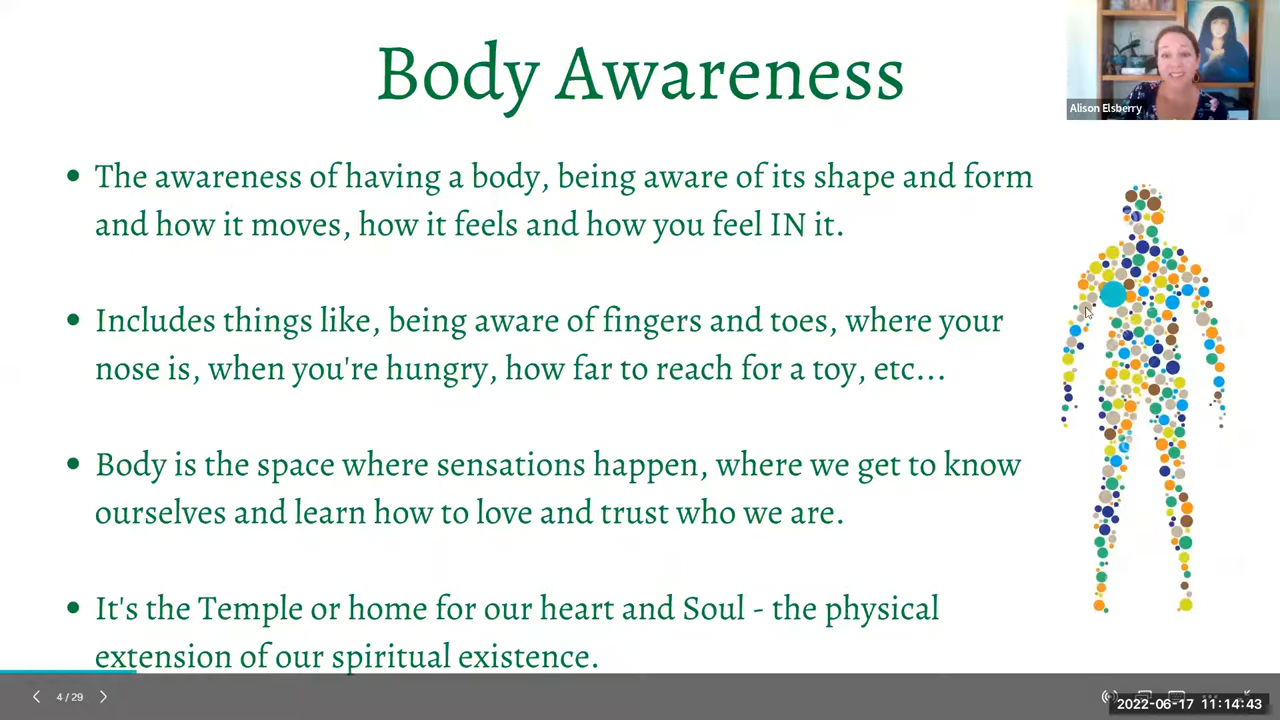 Body Awareness
Alison Elsberry
• The awareness of having a body, being aware of its shape and form
and how it moves, how it feels and how you feel IN it.
• Includes things like, being aware of fingers and toes, where your
nose is, when you're hungry, how far to reach for a toy, etc...
• Body is the space where sensations happen, where we get to know
ourselves and learn how to love and trust who we are.
• It's the Temple or home for our heart and Soul - the physical
extension of our spiritual existence.
4 / 29
2022-06-17 11:14:43